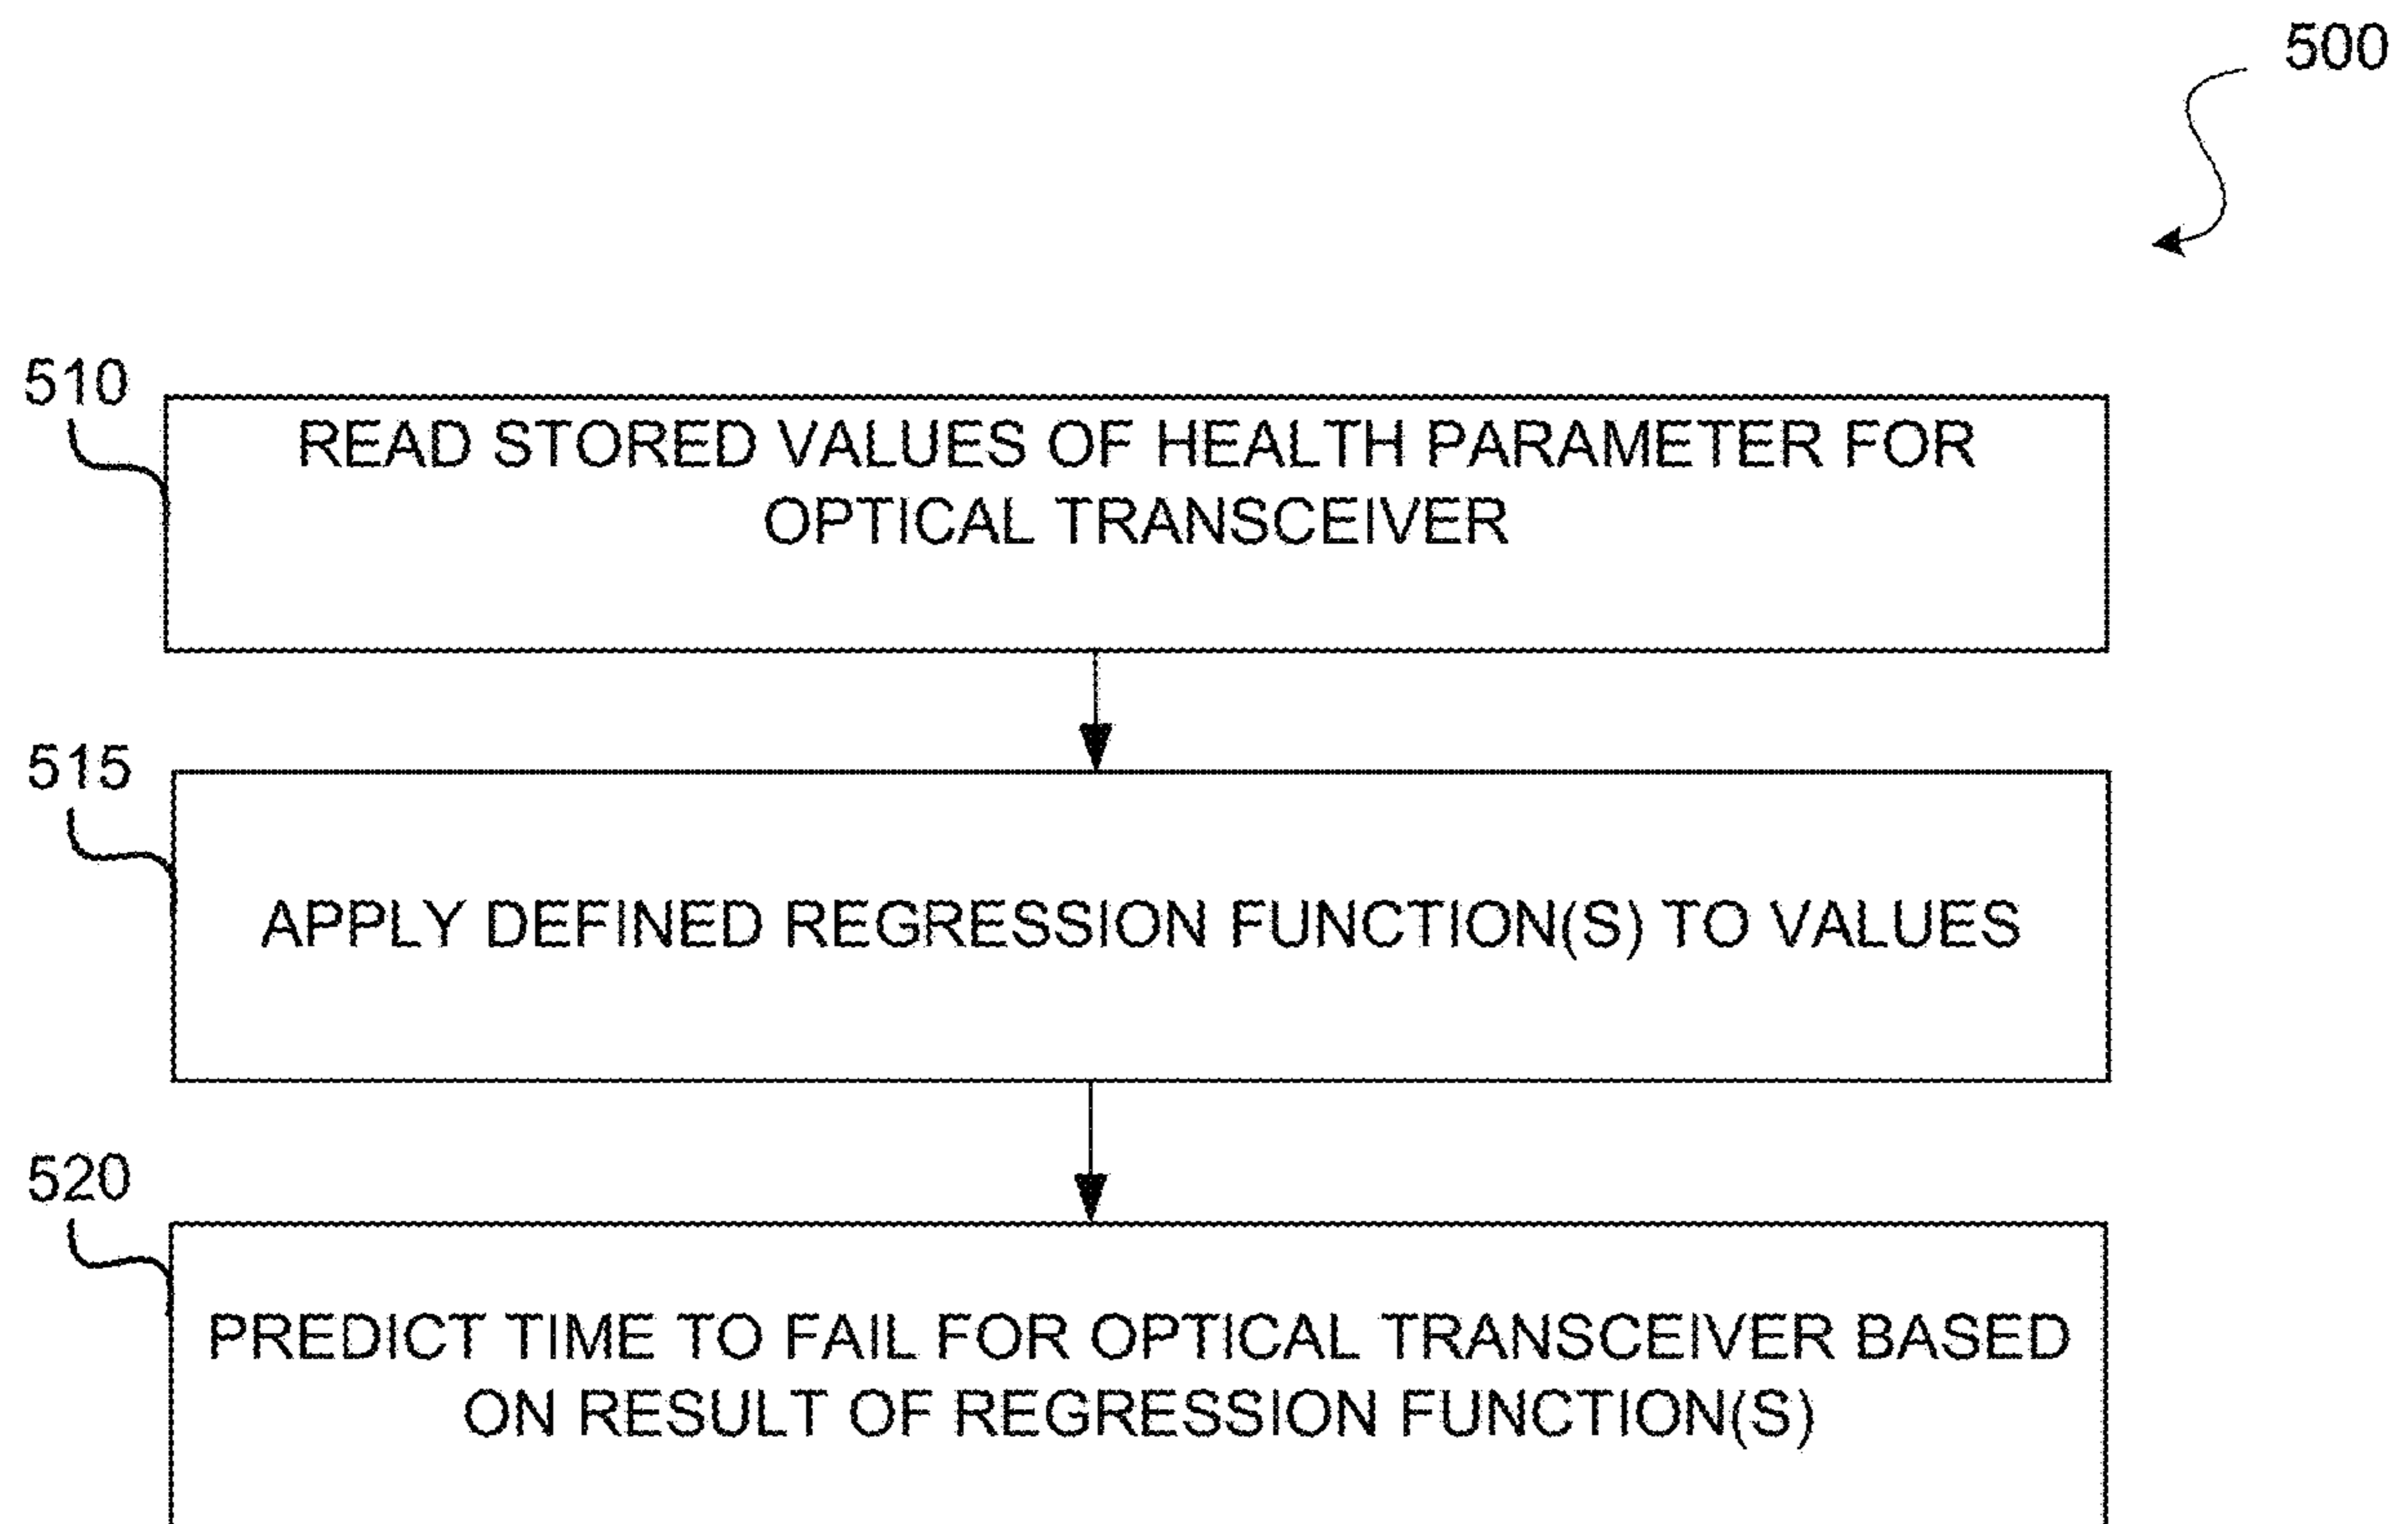 500
510
READ STORED VALUES OF HEALTH PARAMETER FOR
OPTICAL TRANSCEIVER
515
APPLY DEFINED REGRESSION FUNCTION(S) TO VALUES
520
PREDICT TIME TO FAIL FOR OPTICAL TRANSCEIVER BASED
ON RESULT OF REGRESSION FUNCTION(S)